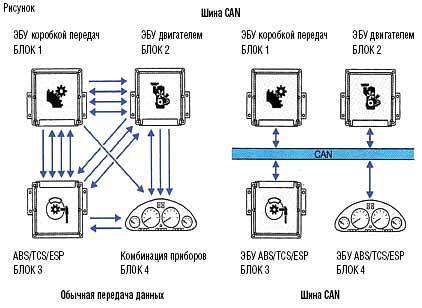 Рисунок
Шина CAN
ЭБУ коробкой передач
БЛОК 1
ЭБУ двигателем
БЛОК 2
ЭБУ коробкой передач
БЛОК 1
ЭБУ двигателем
БЛОК 2
CAN
ABS/TCS/ESP
БЛОК 3
Комбинация приборов
БЛОК 4
ЭБУ ABS/TCS/ESP
БЛОК 3
ЭБУ ABS/TCS/ESP
БЛОК 4
Обычная передача данных
Шина CAN